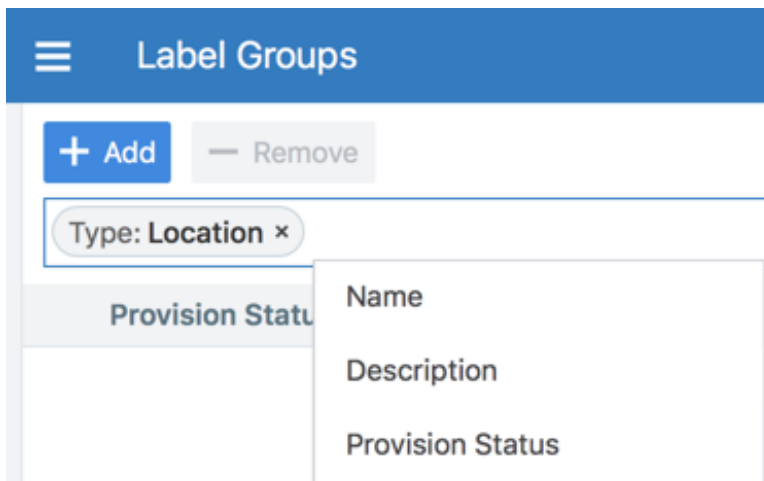 Label Groups
+ Add — Remove
Type: Location ×
Provision Statu
Name
Description
Provision Status